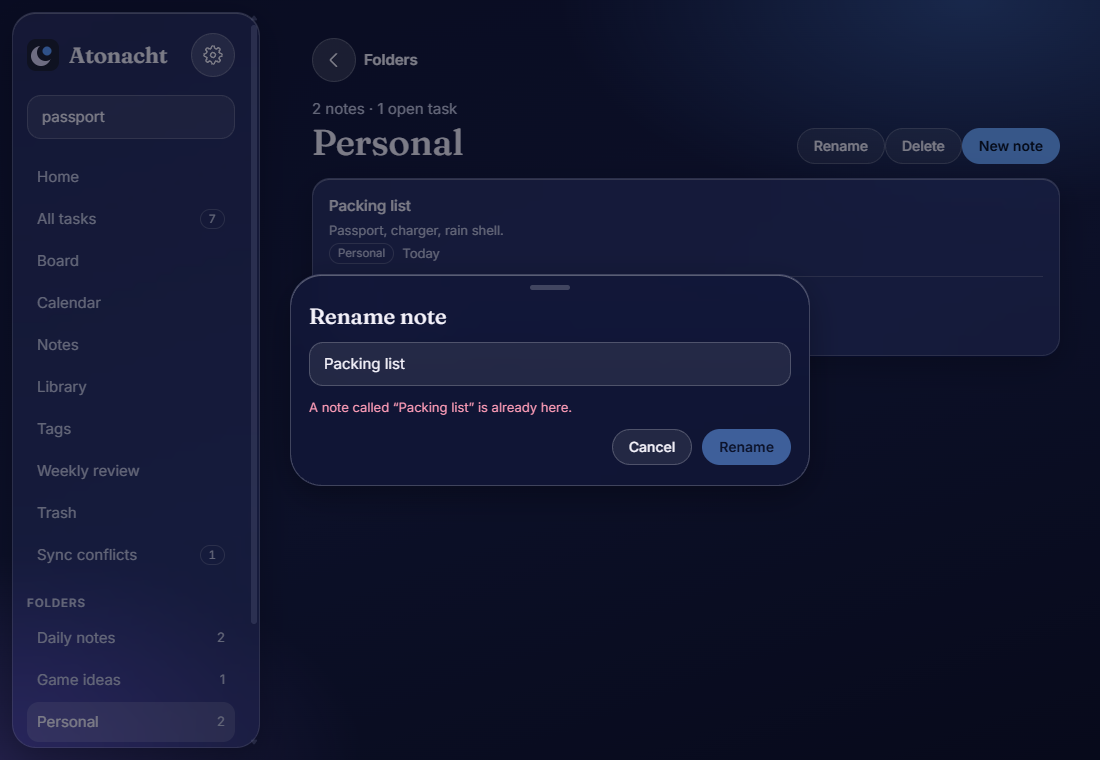 Atonacht
passport
Home
All tasks 7
Board
Calendar
Notes
Library
Tags
Weekly review
Trash
Sync conflicts 1
FOLDERS
Daily notes 2
Game ideas 1
Personal 2
Folders
2 notes · 1 open task
Personal
Rename Delete New note
Packing list
Passport, charger, rain shell.
Personal Today
Rename note
Packing list
A note called “Packing list” is already here.
Cancel Rename